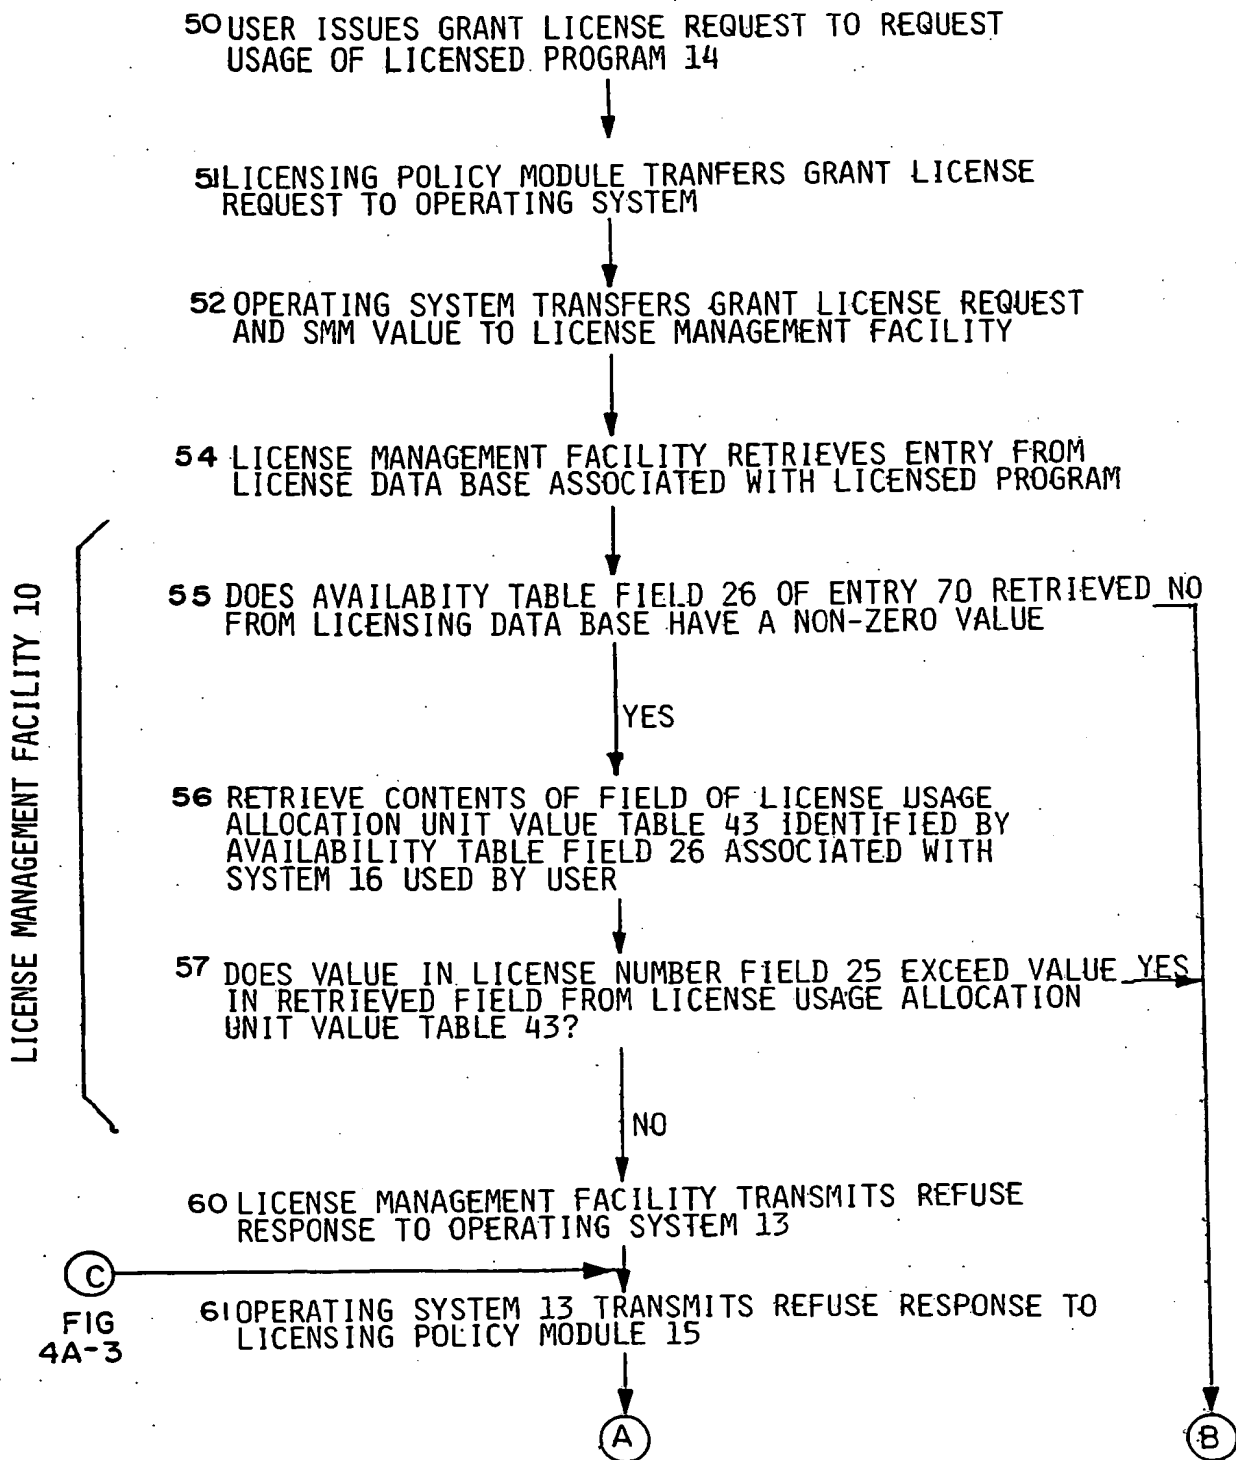 50 USER ISSUES GRANT LICENSE REQUEST TO REQUEST
USAGE OF LICENSED PROGRAM 14
51 LICENSING POLICY MODULE TRANFERS GRANT LICENSE
REQUEST TO OPERATING SYSTEM
52 OPERATING SYSTEM TRANSFERS GRANT LICENSE REQUEST
AND SMM VALUE TO LICENSE MANAGEMENT FACILITY
54 LICENSE MANAGEMENT FACILITY RETRIEVES ENTRY FROM
LICENSE DATA BASE ASSOCIATED WITH LICENSED PROGRAM
LICENSE MANAGEMENT FACILITY 10
55 DOES AVAILABITY TABLE FIELD 26 OF ENTRY 70 RETRIEVED NO
FROM LICENSING DATA BASE HAVE A NON-ZERO VALUE
YES
56 RETRIEVE CONTENTS OF FIELD OF LICENSE USAGE
ALLOCATION UNIT VALUE TABLE 43 IDENTIFIED BY
AVAILABILITY TABLE FIELD 26 ASSOCIATED WITH
SYSTEM 16 USED BY USER
57 DOES VALUE IN LICENSE NUMBER FIELD 25 EXCEED VALUE YES
IN RETRIEVED FIELD FROM LICENSE USAGE ALLOCATION
UNIT VALUE TABLE 43?
NO
60 LICENSE MANAGEMENT FACILITY TRANSMITS REFUSE
RESPONSE TO OPERATING SYSTEM 13
C
FIG
4A-3
61 OPERATING SYSTEM 13 TRANSMITS REFUSE RESPONSE TO
LICENSING POLICY MODULE 15
A
B